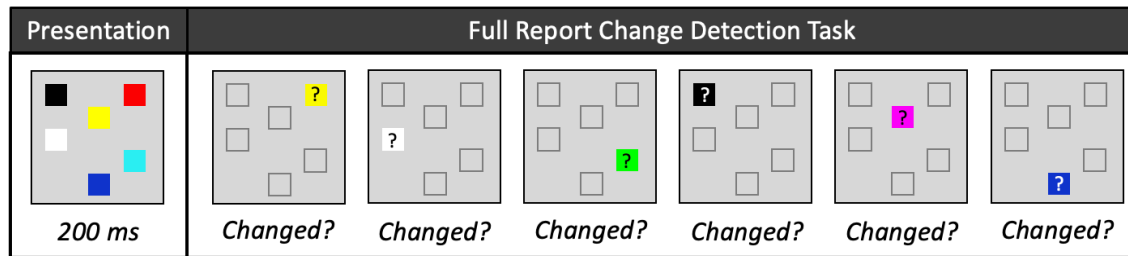 Presentation Full Report Change Detection Task
? ? ? ? ? ?
200 ms Changed? Changed? Changed? Changed? Changed? Changed?